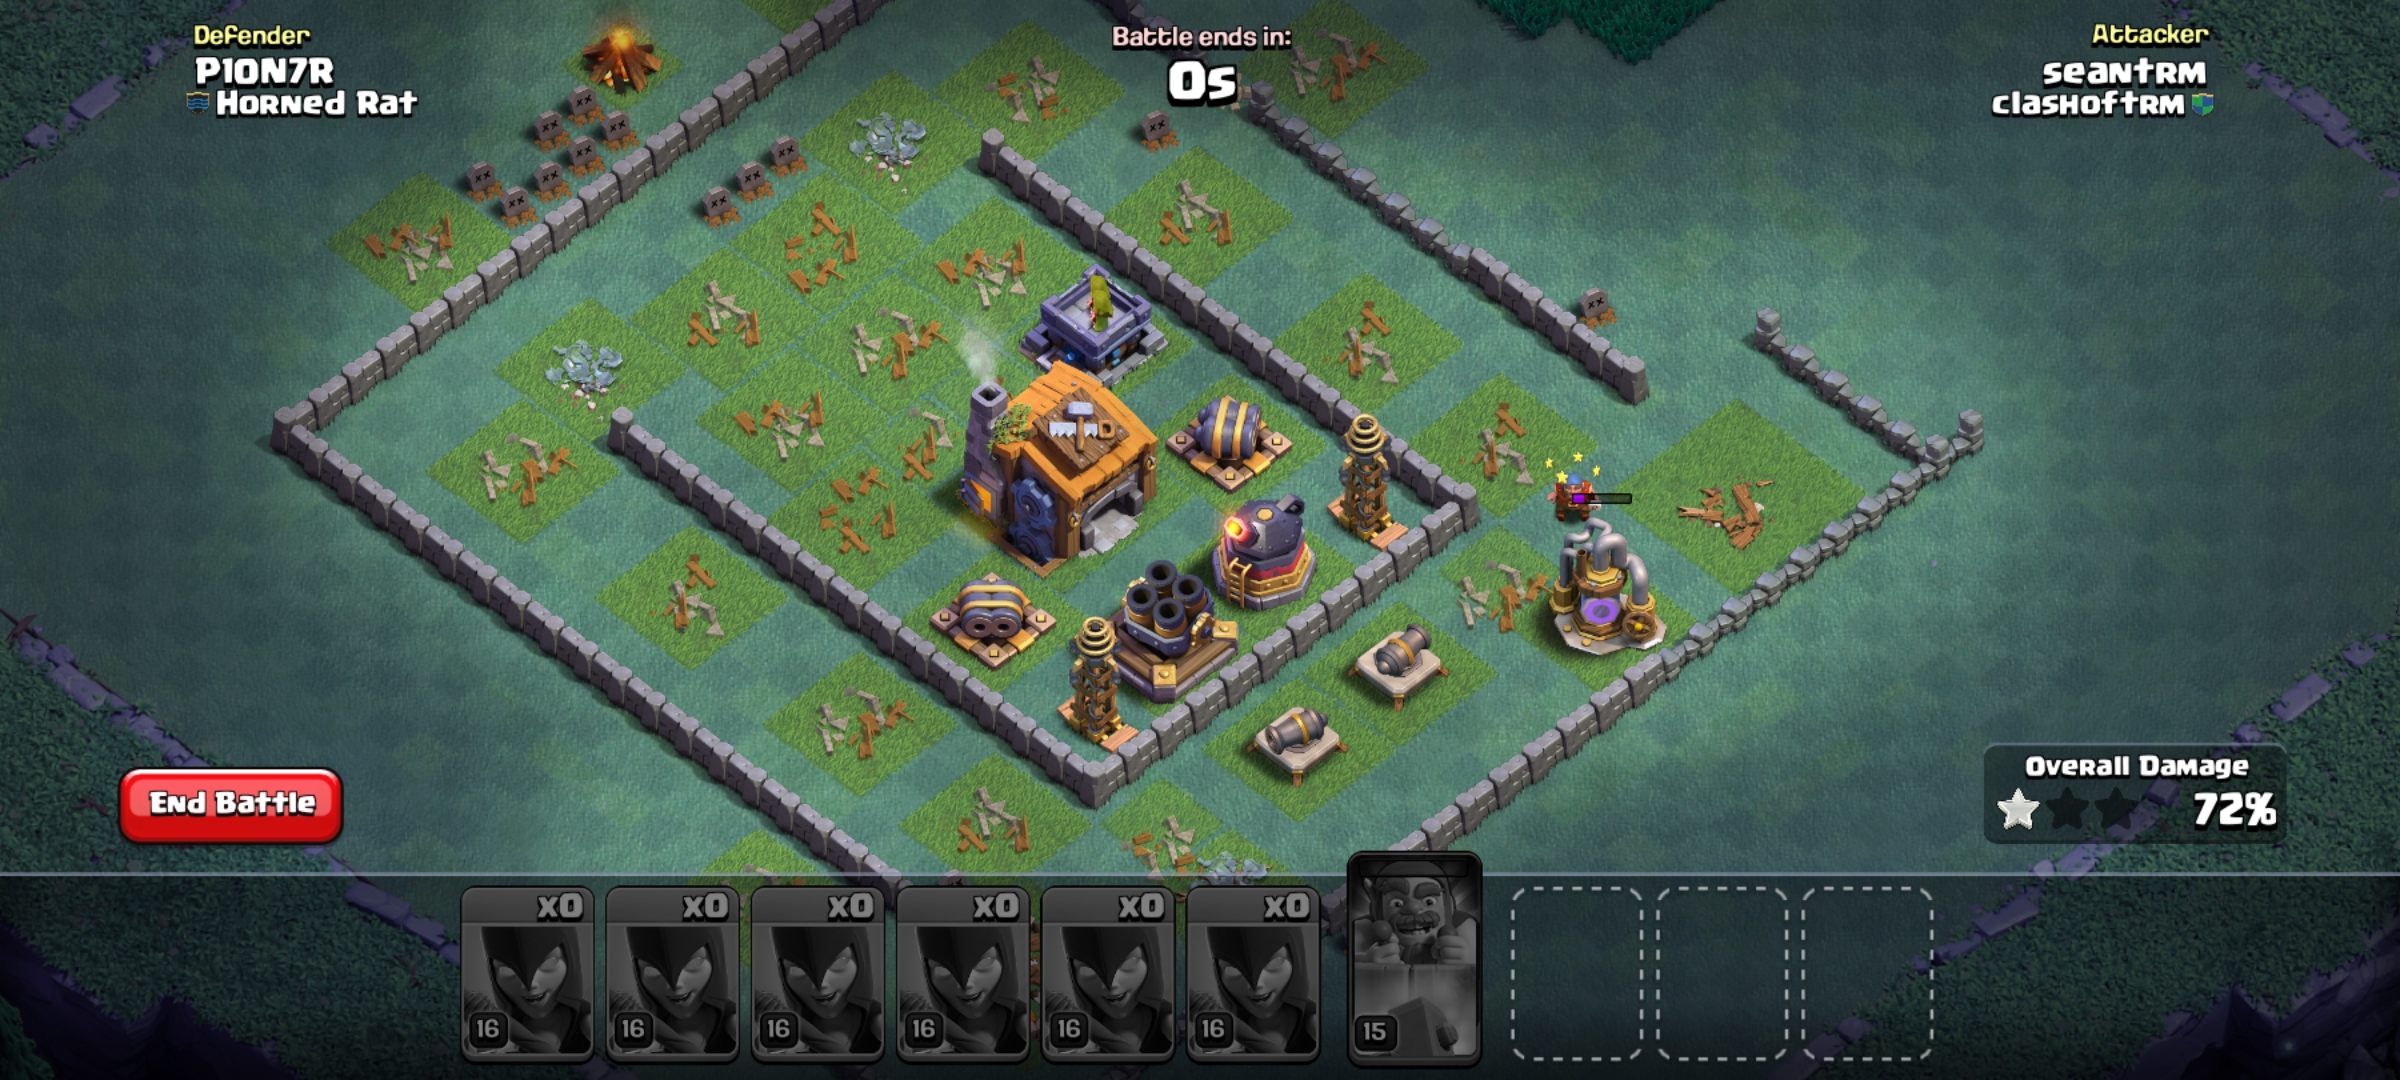 Defender
P1ON7R
Horned Rat
Battle ends in:
0s
Attacker
seantRM
clashoftRM
End Battle
Overall Damage
72%
x0
x0
x0
x0
x0
x0
16
16
16
16
16
16
15